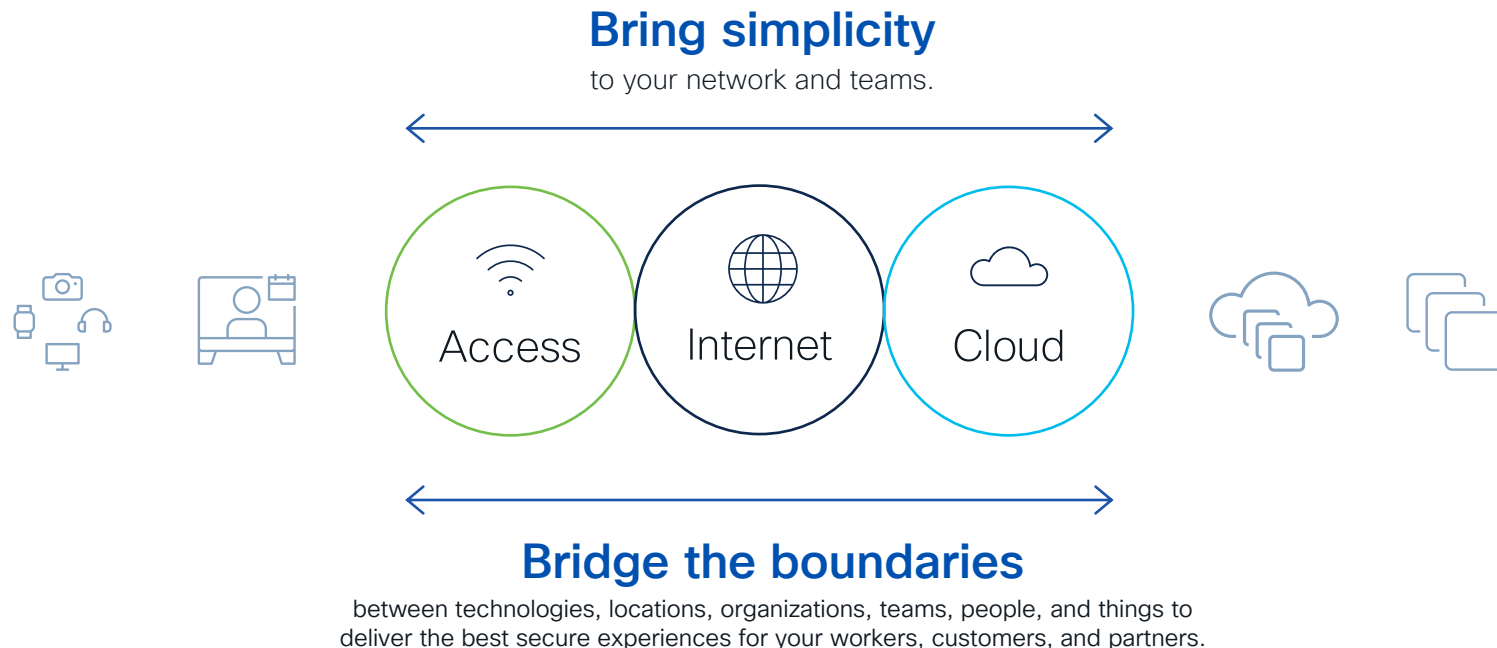 Bring simplicity
to your network and teams.
Access
Internet
Cloud
Bridge the boundaries
between technologies, locations, organizations, teams, people, and things to
deliver the best secure experiences for your workers, customers, and partners.